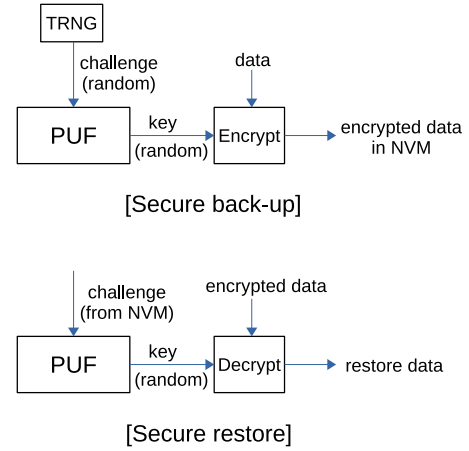 TRNG
challenge
(random)
data
PUF
key
(random)
Encrypt
encrypted data
in NVM
[Secure back-up]
challenge
(from NVM)
encrypted data
PUF
key
(random)
Decrypt
restore data
[Secure restore]